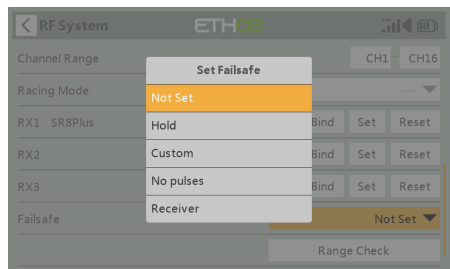 RF System ETHOS
Channel Range CH1 - CH16
Set Failsafe
Racing Mode ---
Not Set
RX1 SR8Plus Bind Set Reset
Hold
RX2 Bind Set Reset
Custom
RX3 Bind Set Reset
No pulses
Receiver
Failsafe Not Set
Range Check